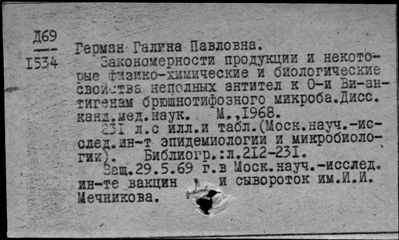 Д69
1534
Герман Галина Павловна.
Закономерности продукции и некото-
рые физико-химические и биологические
свойства неполных антител к О-и Ви-ан-
тигенам брюшнотифозного микроба.Дисс.
канд.мед.наук. М.,1968.
231 л.с илл.и табл.(Моск.науч.-ис-
след.ин-т эпидемиологии и микробиоло-
гии). Библиогр.:л.212-231.
Защ.29.5.69 г.в Моск.науч.-исслед.
ин-те вакцин и сывороток им.И.И.
Мечникова.